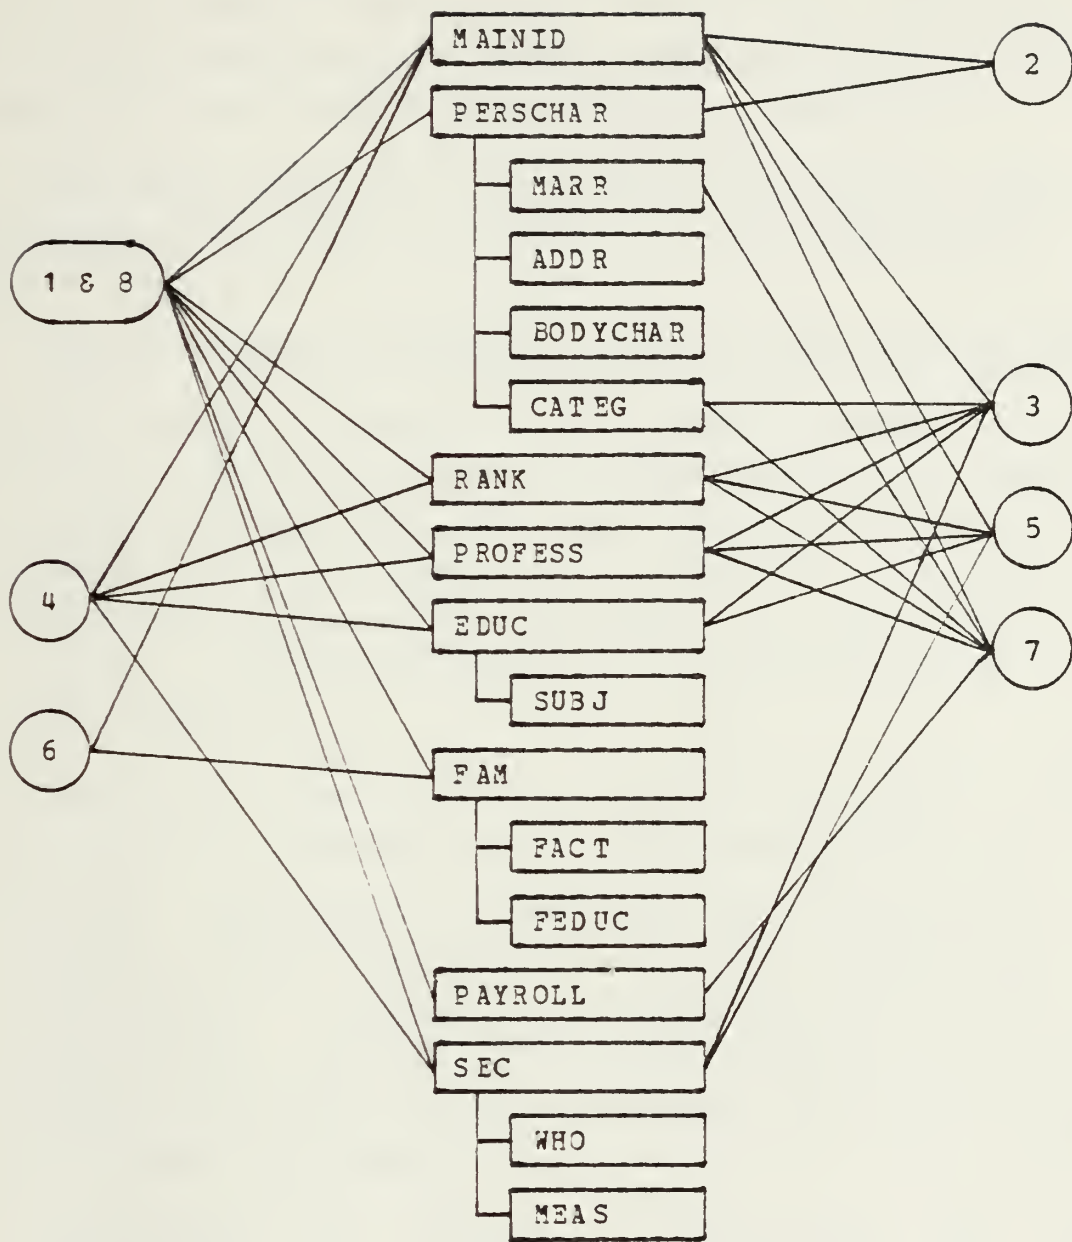 MAINID
2
PERSCHAR
MARR
1 & 8
ADDR
BODYCHAR
CATEG
3
RANK
PROFESS
5
4
EDUC
7
SUBJ
6
FAM
FACT
FEDUC
PAYROLL
SEC
WHO
MEAS